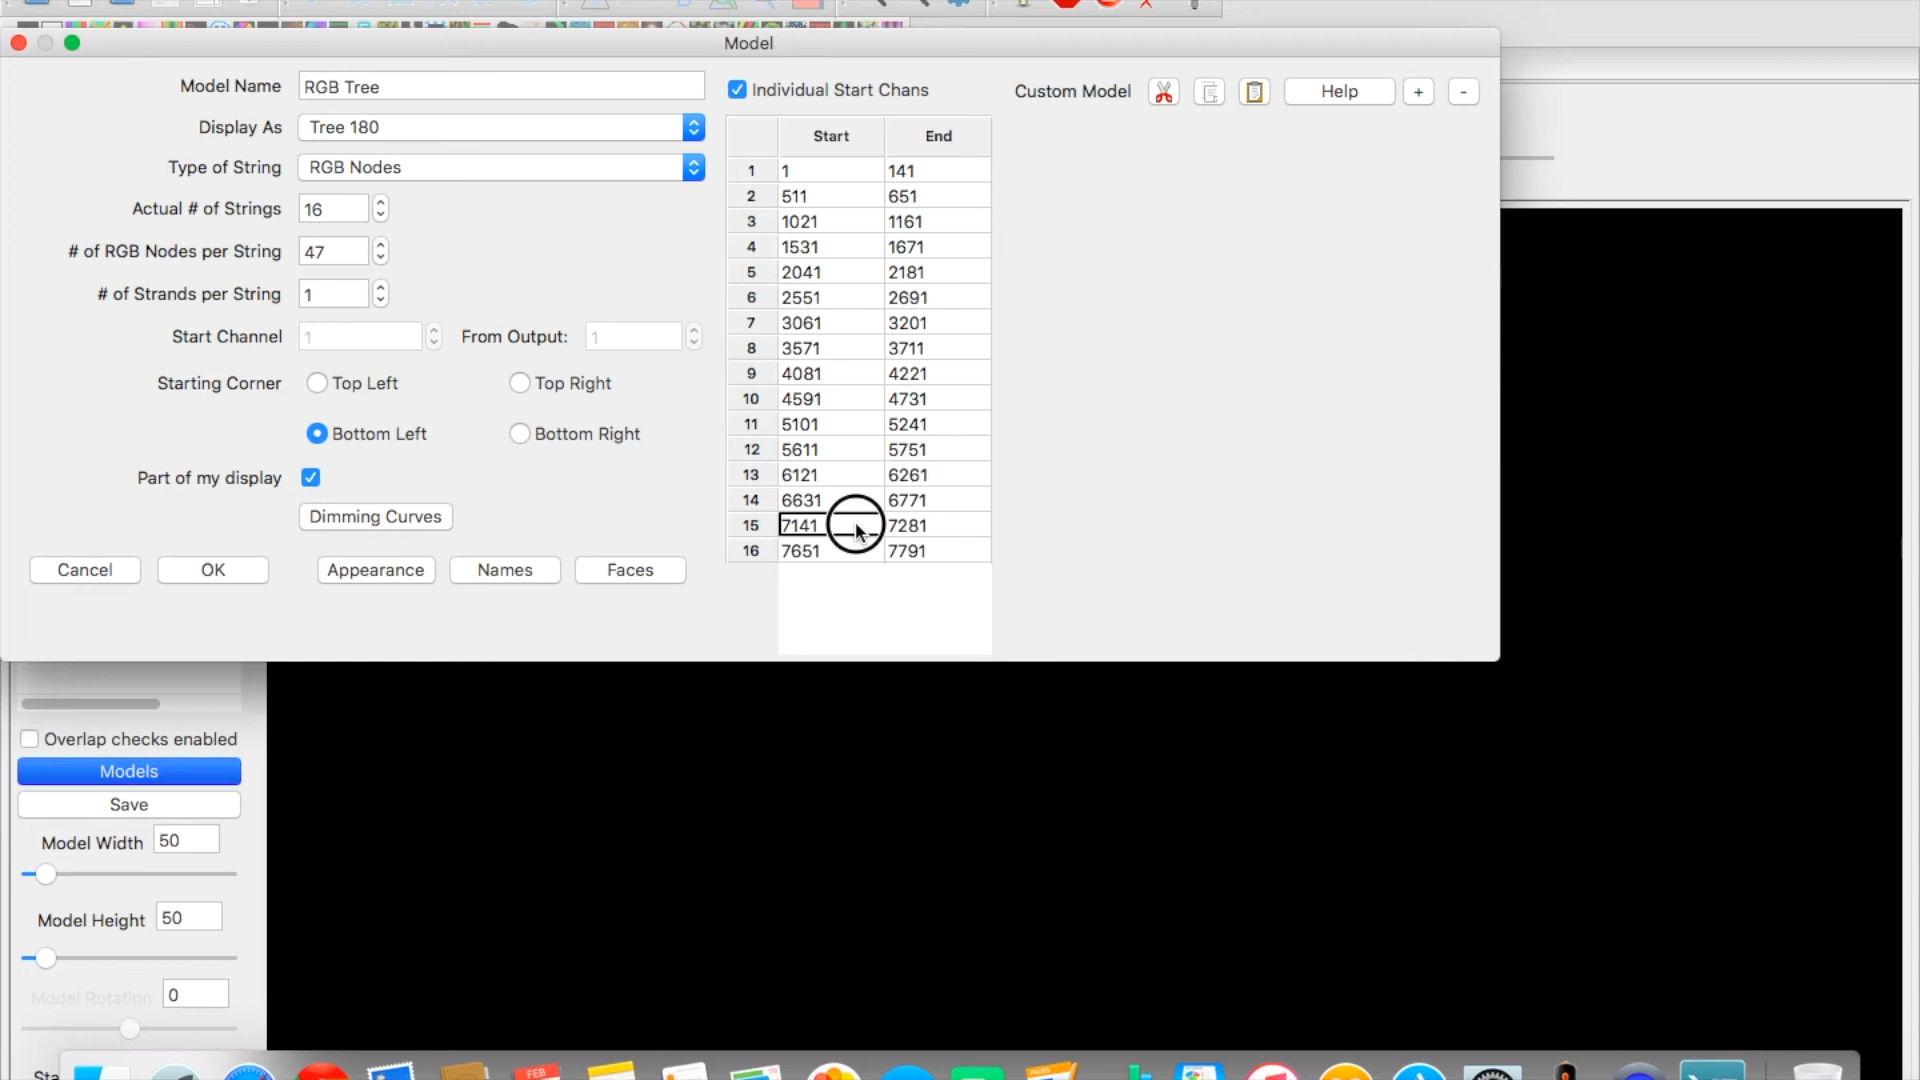 Model
Model Name RGB Tree
Display As Tree 180
Type of String RGB Nodes
Actual # of Strings 16
# of RGB Nodes per String 47
# of Strands per String 1
Start Channel 1 From Output: 1
Starting Corner Top Left Top Right
Bottom Left Bottom Right
Part of my display
Dimming Curves
Cancel OK Appearance Names Faces
Individual Start Chans
Custom Model Help + -
Start End
1 1 141
2 511 651
3 1021 1161
4 1531 1671
5 2041 2181
6 2551 2691
7 3061 3201
8 3571 3711
9 4081 4221
10 4591 4731
11 5101 5241
12 5611 5751
13 6121 6261
14 6631 6771
15 7141 7281
16 7651 7791
Overlap checks enabled
Models
Save
Model Width 50
Model Height 50
Model Rotation 0
FEB
PAGES